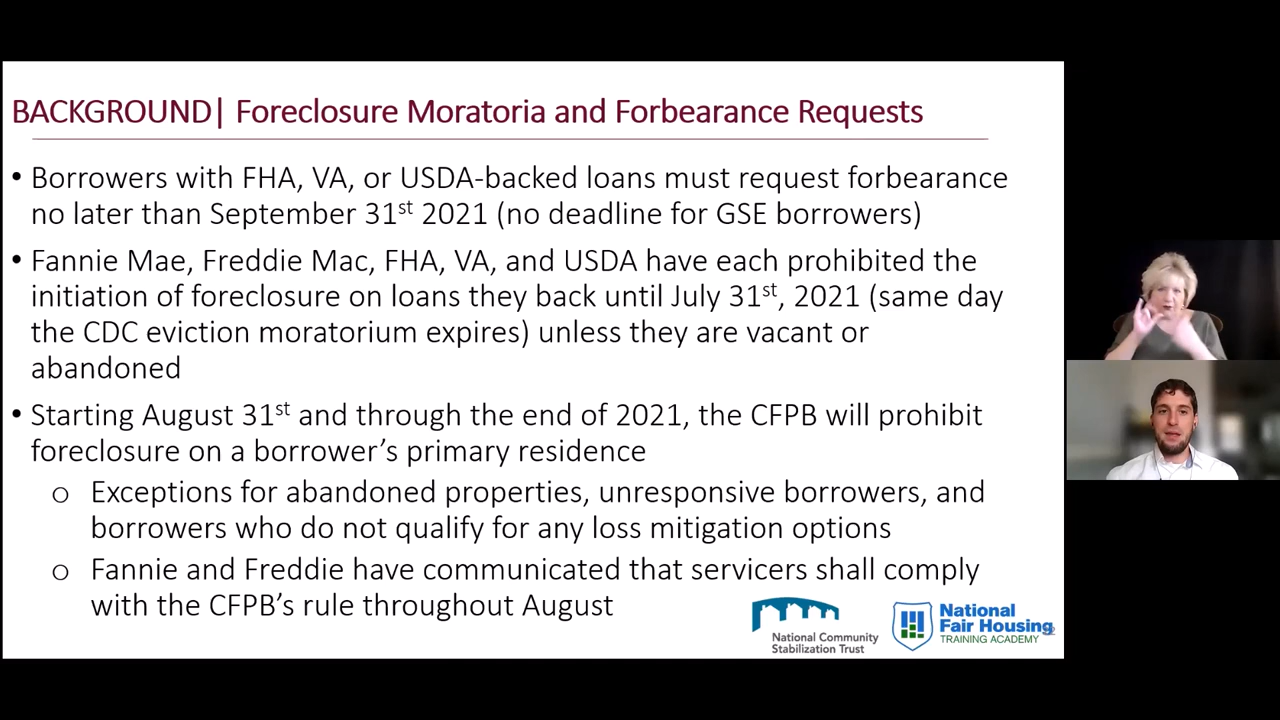 BACKGROUND| Foreclosure Moratoria and Forbearance Requests
• Borrowers with FHA, VA, or USDA-backed loans must request forbearance
no later than September 31st 2021 (no deadline for GSE borrowers)
• Fannie Mae, Freddie Mac, FHA, VA, and USDA have each prohibited the
initiation of foreclosure on loans they back until July 31st, 2021 (same day
the CDC eviction moratorium expires) unless they are vacant or
abandoned
• Starting August 31st and through the end of 2021, the CFPB will prohibit
foreclosure on a borrower’s primary residence
o Exceptions for abandoned properties, unresponsive borrowers, and
borrowers who do not qualify for any loss mitigation options
o Fannie and Freddie have communicated that servicers shall comply
with the CFPB’s rule throughout August
National Community
Stabilization Trust
National
Fair Housing
TRAINING ACADEMY